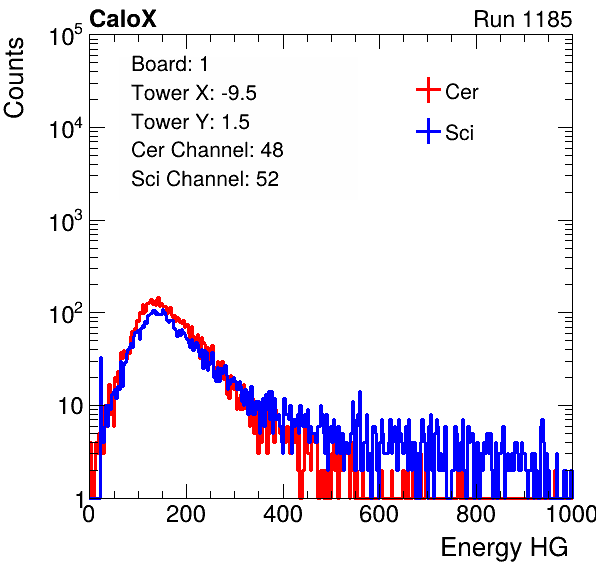 CaloX Run 1185
Counts
10^5
10^4
10^3
10^2
10
1
Board: 1
Tower X: -9.5
Tower Y: 1.5
Cer Channel: 48
Sci Channel: 52
Cer
Sci
0 200 400 600 800 1000
Energy HG